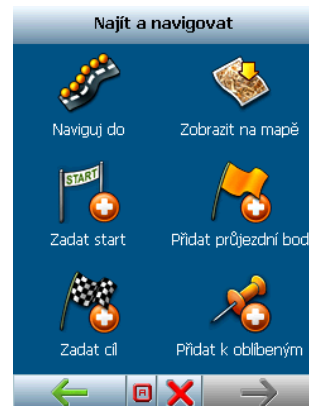 Najít a navigovat
Naviguj do
Zobrazit na mapě
START
Zadat start
Přidat průjezdní bod
Zadat cíl
Přidat k oblíbeným